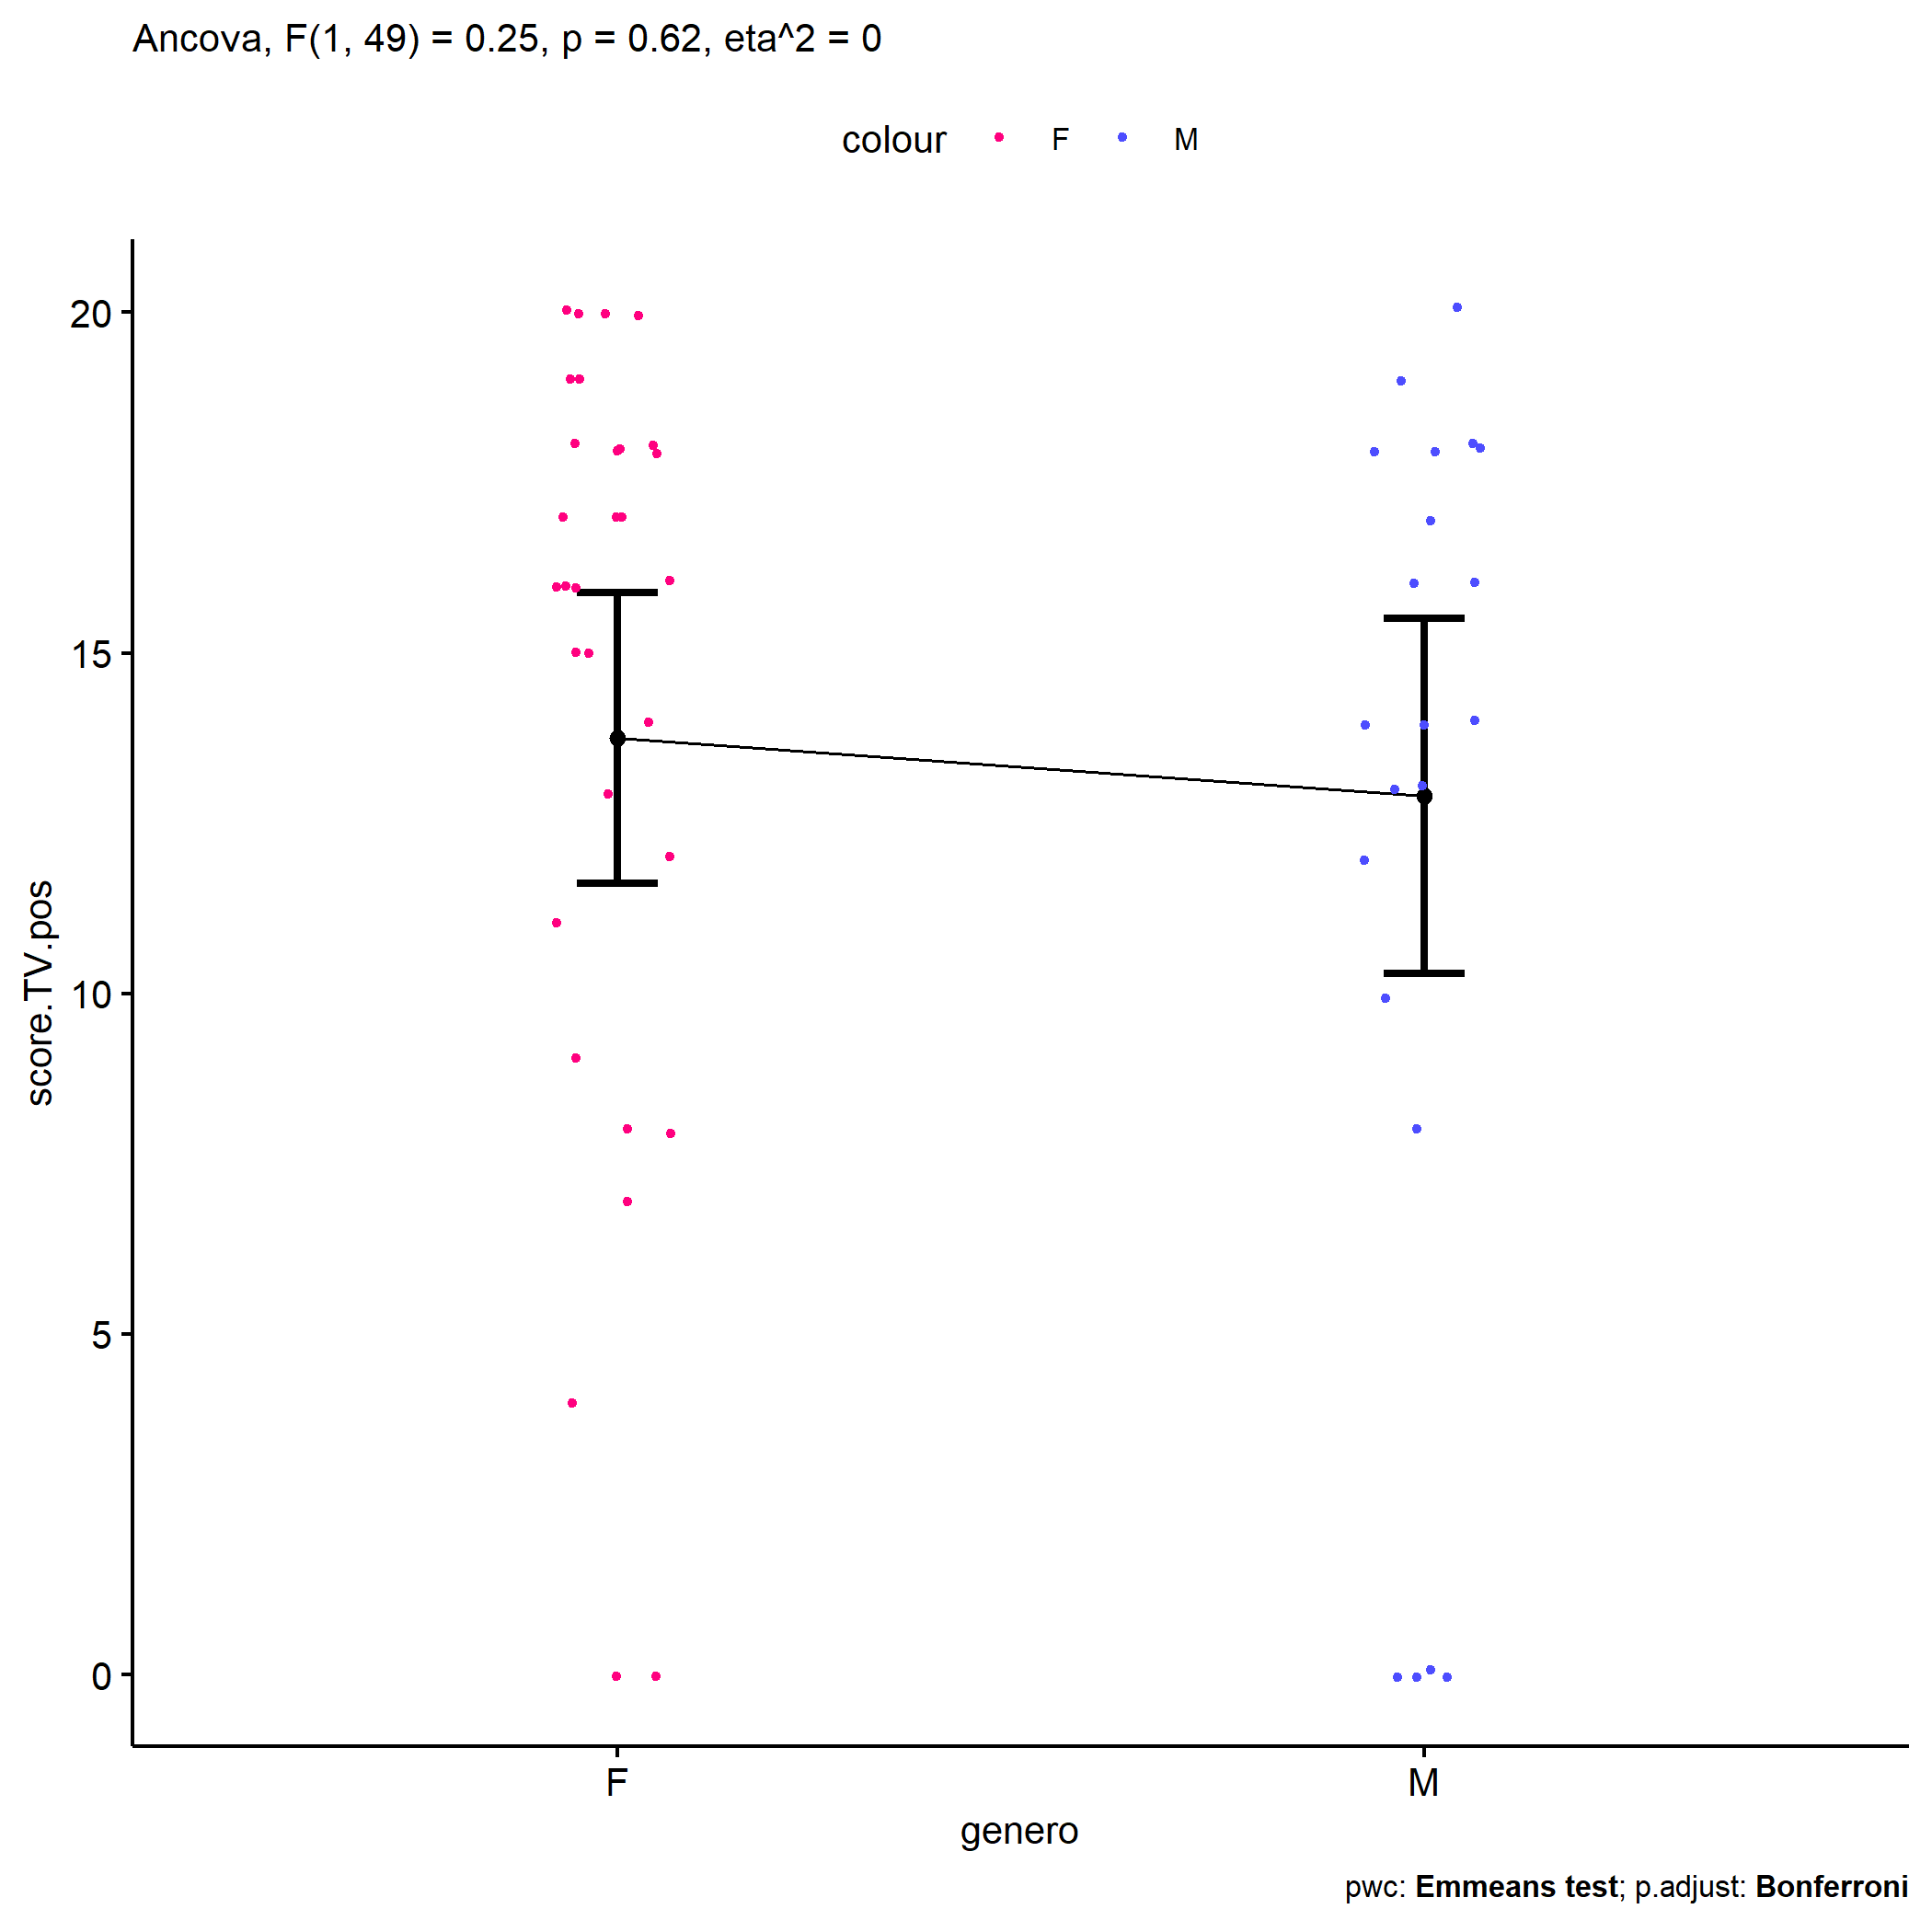 Ancova, F(1, 49) = 0.25, p = 0.62, eta^2 = 0
colour F M
score.TV.pos
20
15
10
5
0
F M
genero
pwc: Emmeans test; p.adjust: Bonferroni